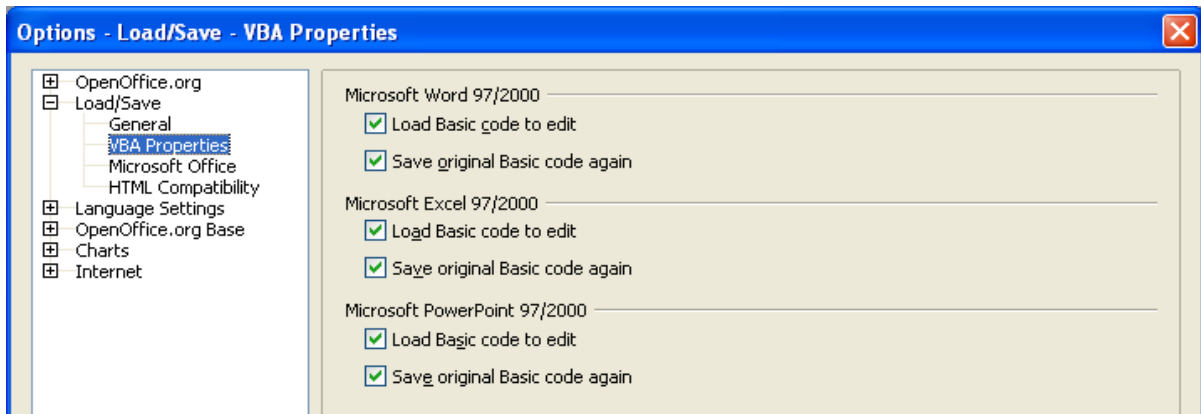 Options - Load/Save - VBA Properties
OpenOffice.org
Load/Save
General
VBA Properties
Microsoft Office
HTML Compatibility
Language Settings
OpenOffice.org Base
Charts
Internet
Microsoft Word 97/2000
Load Basic code to edit
Save original Basic code again
Microsoft Excel 97/2000
Load Basic code to edit
Save original Basic code again
Microsoft PowerPoint 97/2000
Load Basic code to edit
Save original Basic code again